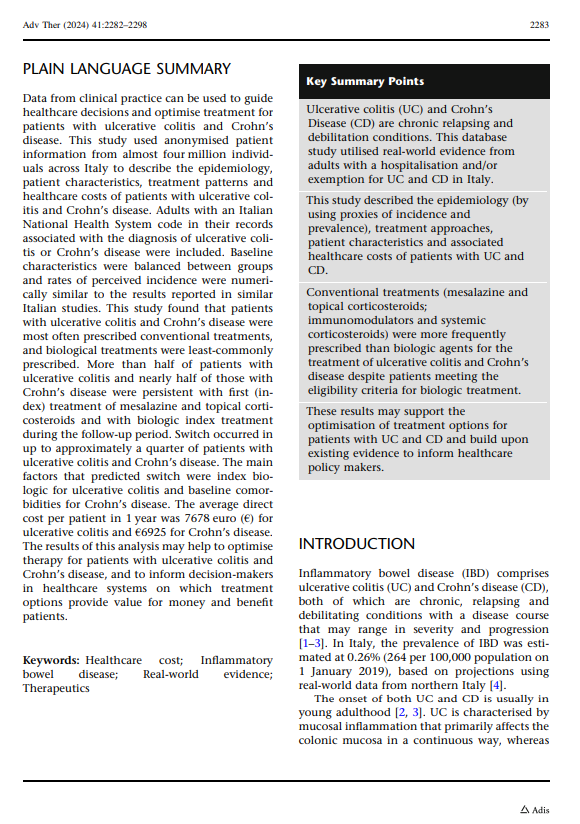 Adv Ther (2024) 41:2282–2298
2283
PLAIN LANGUAGE SUMMARY
Data from clinical practice can be used to guide
healthcare decisions and optimise treatment for
patients with ulcerative colitis and Crohn's
disease. This study used anonymised patient
information from almost four million individ-
uals across Italy to describe the epidemiology,
patient characteristics, treatment patterns and
healthcare costs of patients with ulcerative col-
itis and Crohn's disease. Adults with an Italian
National Health System code in their records
associated with the diagnosis of ulcerative coli-
tis or Crohn's disease were included. Baseline
characteristics were balanced between groups
and rates of perceived incidence were numeri-
cally similar to the results reported in similar
Italian studies. This study found that patients
with ulcerative colitis and Crohn's disease were
most often prescribed conventional treatments,
and biological treatments were least-commonly
prescribed. More than half of patients with
ulcerative colitis and nearly half of those with
Crohn's disease were persistent with first (in-
dex) treatment of mesalazine and topical corti-
costeroids and with biologic index treatment
during the follow-up period. Switch occurred in
up to approximately a quarter of patients with
ulcerative colitis and Crohn's disease. The main
factors that predicted switch were index bio-
logic for ulcerative colitis and baseline comor-
bidities for Crohn's disease. The average direct
cost per patient in 1 year was 7678 euro (€) for
ulcerative colitis and €6925 for Crohn's disease.
The results of this analysis may help to optimise
therapy for patients with ulcerative colitis and
Crohn's disease, and to inform decision-makers
in healthcare systems on which treatment
options provide value for money and benefit
patients.
Keywords: Healthcare cost; Inflammatory
bowel disease; Real-world evidence;
Therapeutics
Key Summary Points
Ulcerative colitis (UC) and Crohn's
Disease (CD) are chronic relapsing and
debilitation conditions. This database
study utilised real-world evidence from
adults with a hospitalisation and/or
exemption for UC and CD in Italy.
This study described the epidemiology (by
using proxies of incidence and
prevalence), treatment approaches,
patient characteristics and associated
healthcare costs of patients with UC and
CD.
Conventional treatments (mesalazine and
topical corticosteroids;
immunomodulators and systemic
corticosteroids) were more frequently
prescribed than biologic agents for the
treatment of ulcerative colitis and Crohn's
disease despite patients meeting the
eligibility criteria for biologic treatment.
These results may support the
optimisation of treatment options for
patients with UC and CD and build upon
existing evidence to inform healthcare
policy makers.
INTRODUCTION
Inflammatory bowel disease (IBD) comprises
ulcerative colitis (UC) and Crohn's disease (CD),
both of which are chronic, relapsing and
debilitating conditions with a disease course
that may range in severity and progression
[1–3]. In Italy, the prevalence of IBD was esti-
mated at 0.26% (264 per 100,000 population on
1 January 2019), based on projections using
real-world data from northern Italy [4].
The onset of both UC and CD is usually in
young adulthood [2, 3]. UC is characterised by
mucosal inflammation that primarily affects the
colonic mucosa in a continuous way, whereas
Adis